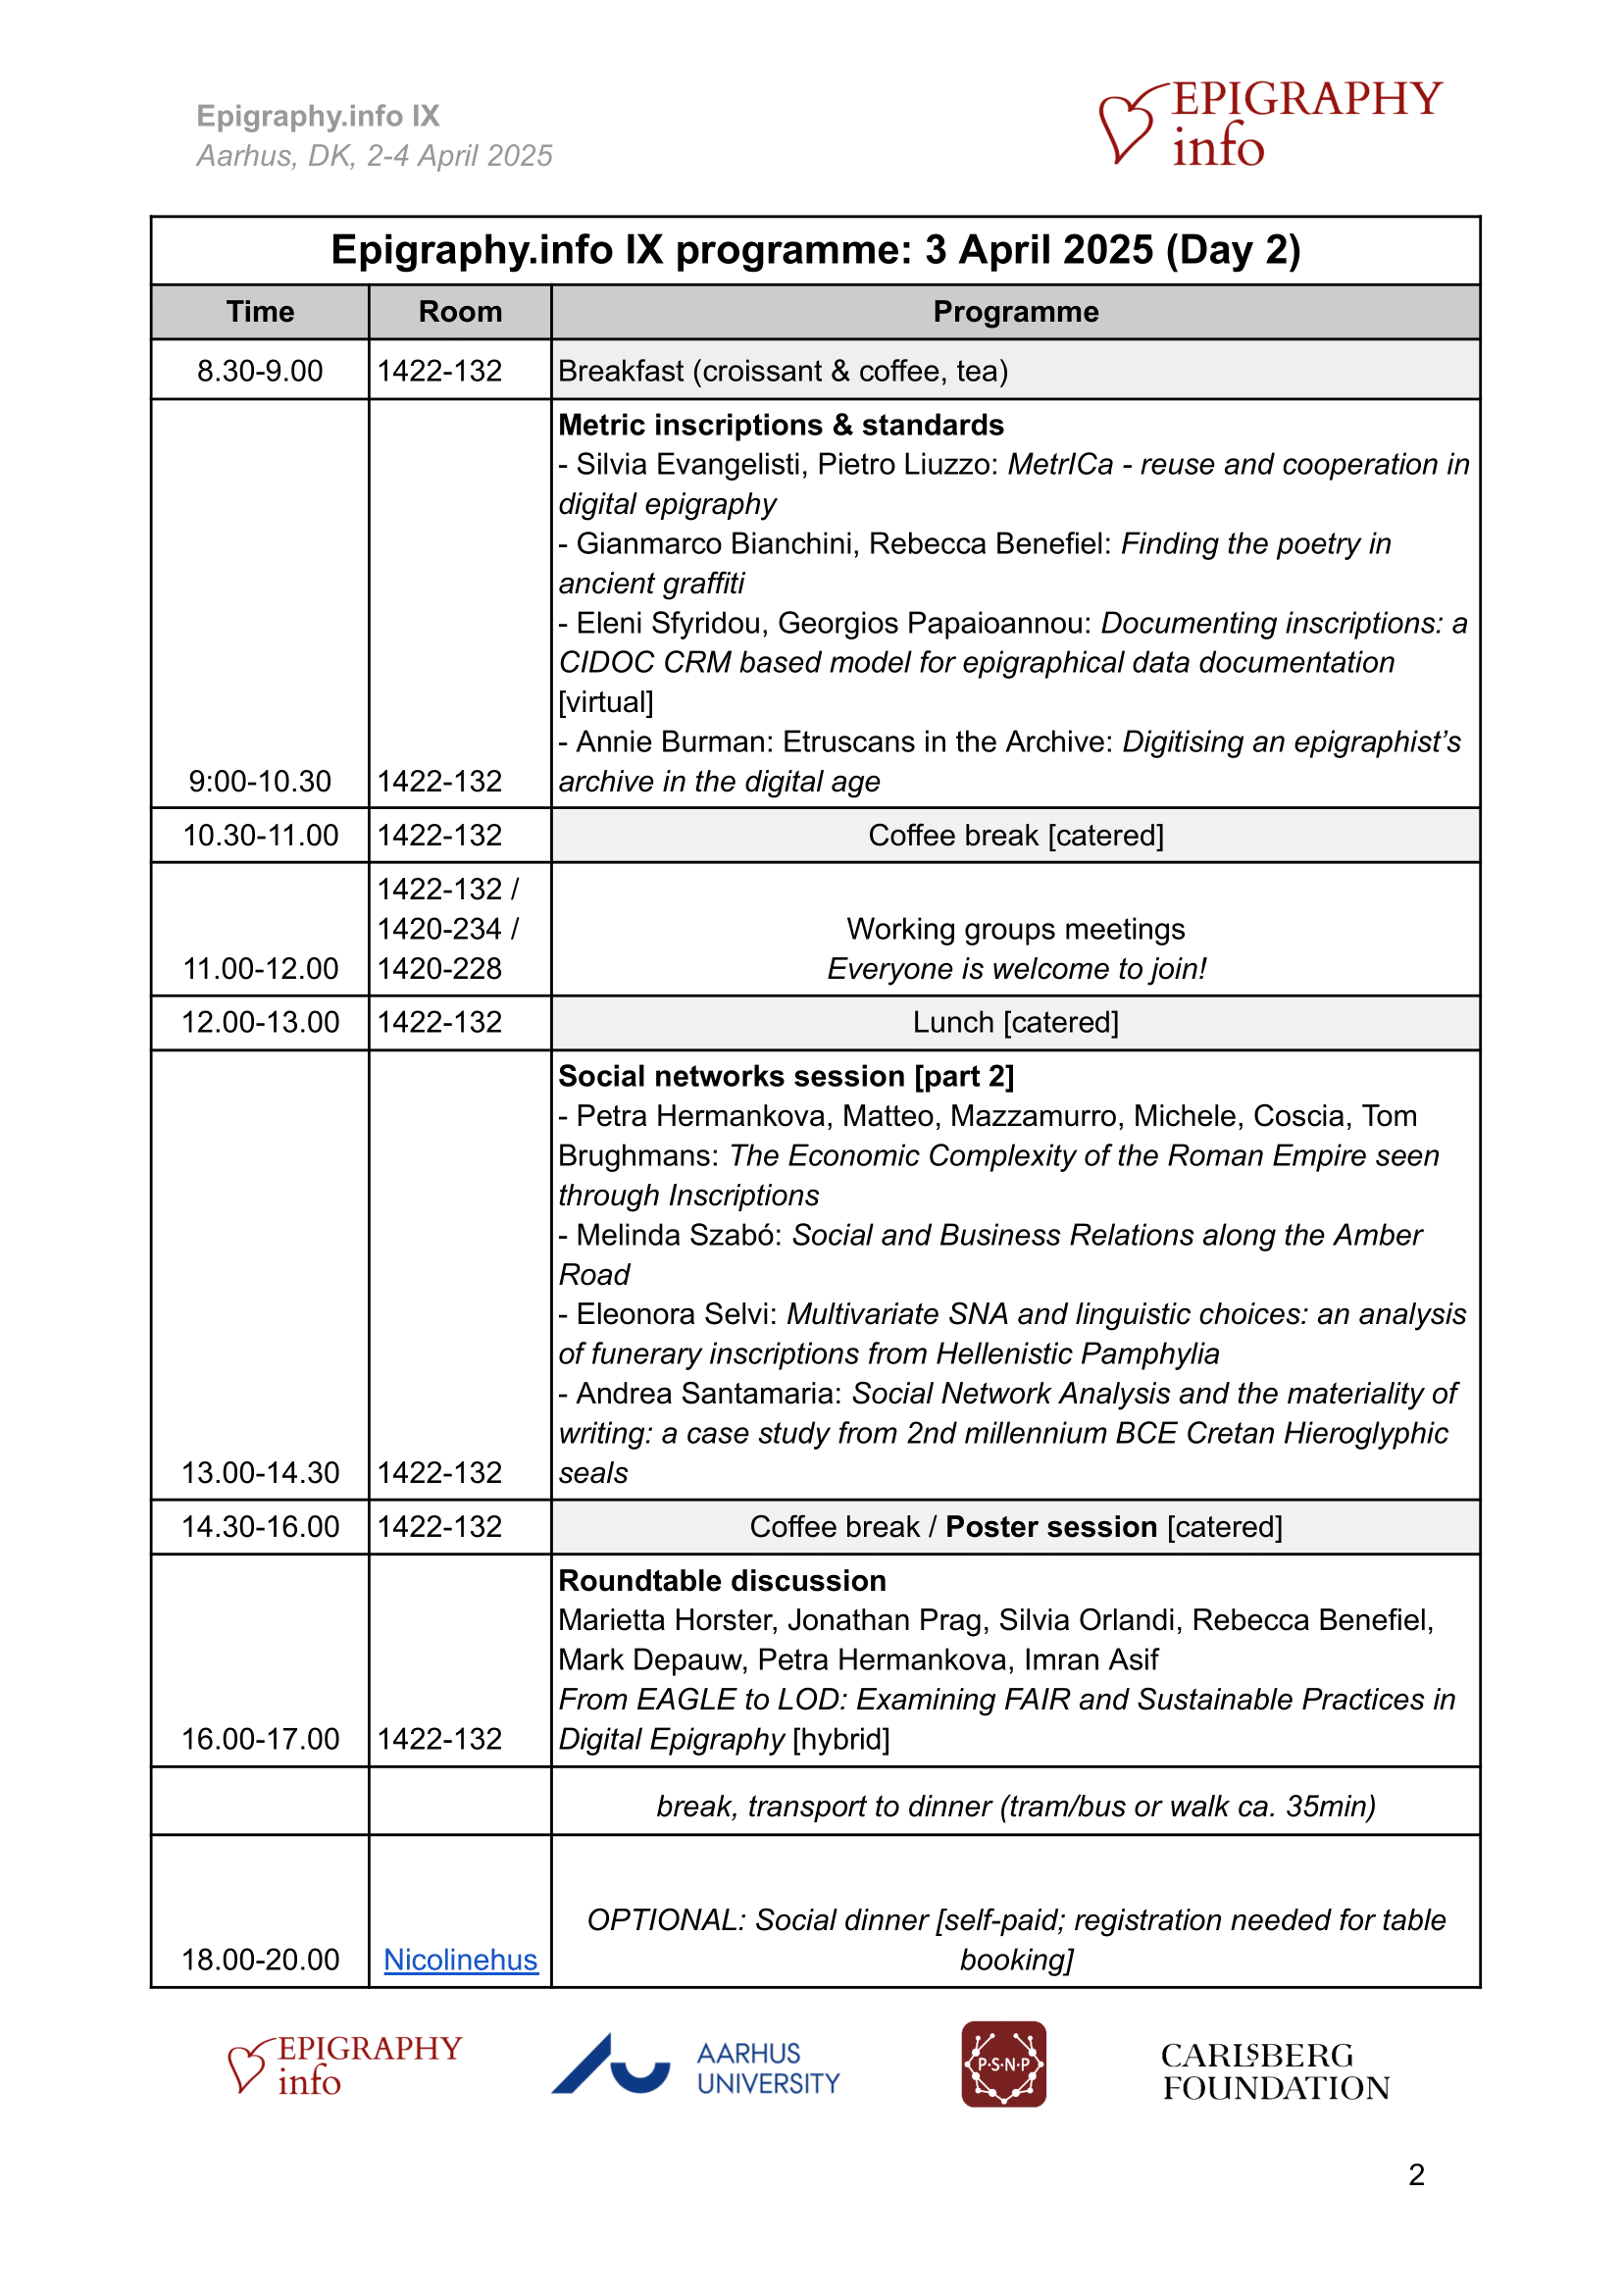 Epigraphy.info IX
Aarhus, DK, 2-4 April 2025
EPIGRAPHY
info
Epigraphy.info IX programme: 3 April 2025 (Day 2)
Time Room Programme
8.30-9.00 1422-132 Breakfast (croissant & coffee, tea)
Metric inscriptions & standards
- Silvia Evangelisti, Pietro Liuzzo: MetrICa - reuse and cooperation in
digital epigraphy
- Gianmarco Bianchini, Rebecca Benefiel: Finding the poetry in
ancient graffiti
- Eleni Sfyridou, Georgios Papaioannou: Documenting inscriptions: a
CIDOC CRM based model for epigraphical data documentation
[virtual]
- Annie Burman: Etruscans in the Archive: Digitising an epigraphist’s
9:00-10.30 1422-132 archive in the digital age
10.30-11.00 1422-132 Coffee break [catered]
1422-132 /
1420-234 / Working groups meetings
11.00-12.00 1420-228 Everyone is welcome to join!
12.00-13.00 1422-132 Lunch [catered]
Social networks session [part 2]
- Petra Hermankova, Matteo, Mazzamurro, Michele, Coscia, Tom
Brughmans: The Economic Complexity of the Roman Empire seen
through Inscriptions
- Melinda Szabó: Social and Business Relations along the Amber
Road
- Eleonora Selvi: Multivariate SNA and linguistic choices: an analysis
of funerary inscriptions from Hellenistic Pamphylia
- Andrea Santamaria: Social Network Analysis and the materiality of
writing: a case study from 2nd millennium BCE Cretan Hieroglyphic
13.00-14.30 1422-132 seals
14.30-16.00 1422-132 Coffee break / Poster session [catered]
Roundtable discussion
Marietta Horster, Jonathan Prag, Silvia Orlandi, Rebecca Benefiel,
Mark Depauw, Petra Hermankova, Imran Asif
From EAGLE to LOD: Examining FAIR and Sustainable Practices in
16.00-17.00 1422-132 Digital Epigraphy [hybrid]
break, transport to dinner (tram/bus or walk ca. 35min)
OPTIONAL: Social dinner [self-paid; registration needed for table
18.00-20.00 Nicolinehus booking]
EPIGRAPHY
info
AARHUS
UNIVERSITY
P·S·N·P
CARLSBERG
FOUNDATION
2